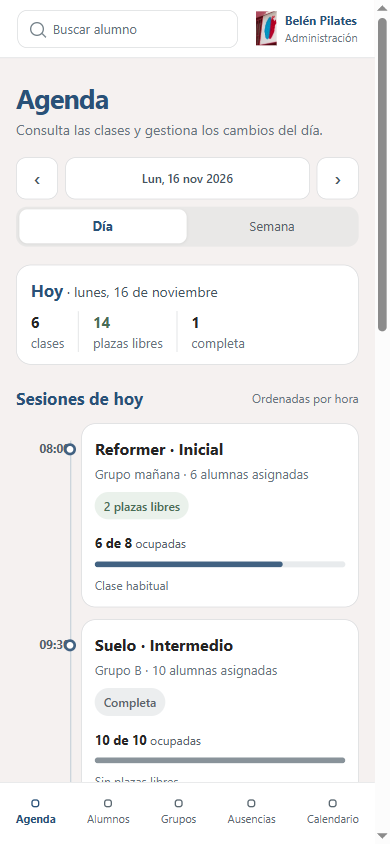 Buscar alumno
Belén Pilates
Administración
Agenda
Consulta las clases y gestiona los cambios del día.
‹ Lun, 16 nov 2026 ›
Día Semana
Hoy · lunes, 16 de noviembre
6 14 1
clases plazas libres completa
Sesiones de hoy Ordenadas por hora
08:00 Reformer · Inicial
Grupo mañana · 6 alumnas asignadas
2 plazas libres
6 de 8 ocupadas
Clase habitual
09:30 Suelo · Intermedio
Grupo B · 10 alumnas asignadas
Completa
10 de 10 ocupadas
Sin plazas libres
Agenda Alumnos Grupos Ausencias Calendario